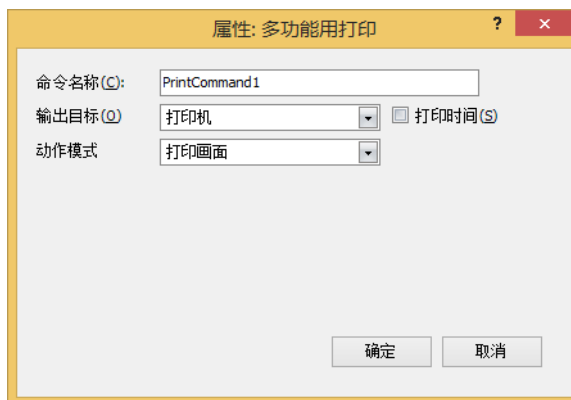 属性: 多功能用打印
? ×
命令名称(C): PrintCommand1
输出目标(O) 打印机 打印时间(S)
动作模式 打印画面
确定 取消